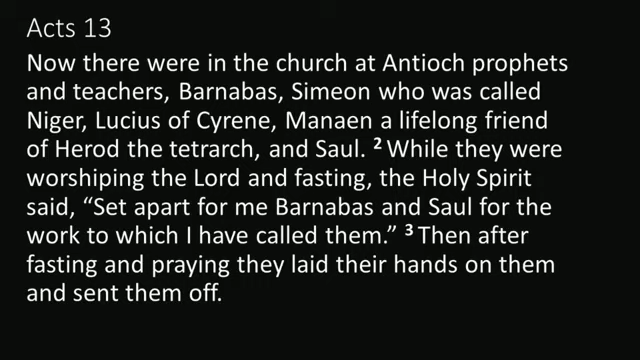 Acts 13
Now there were in the church at Antioch prophets
and teachers, Barnabas, Simeon who was called
Niger, Lucius of Cyrene, Manaen a lifelong friend
of Herod the tetrarch, and Saul. ² While they were
worshiping the Lord and fasting, the Holy Spirit
said, “Set apart for me Barnabas and Saul for the
work to which I have called them.” ³ Then after
fasting and praying they laid their hands on them
and sent them off.